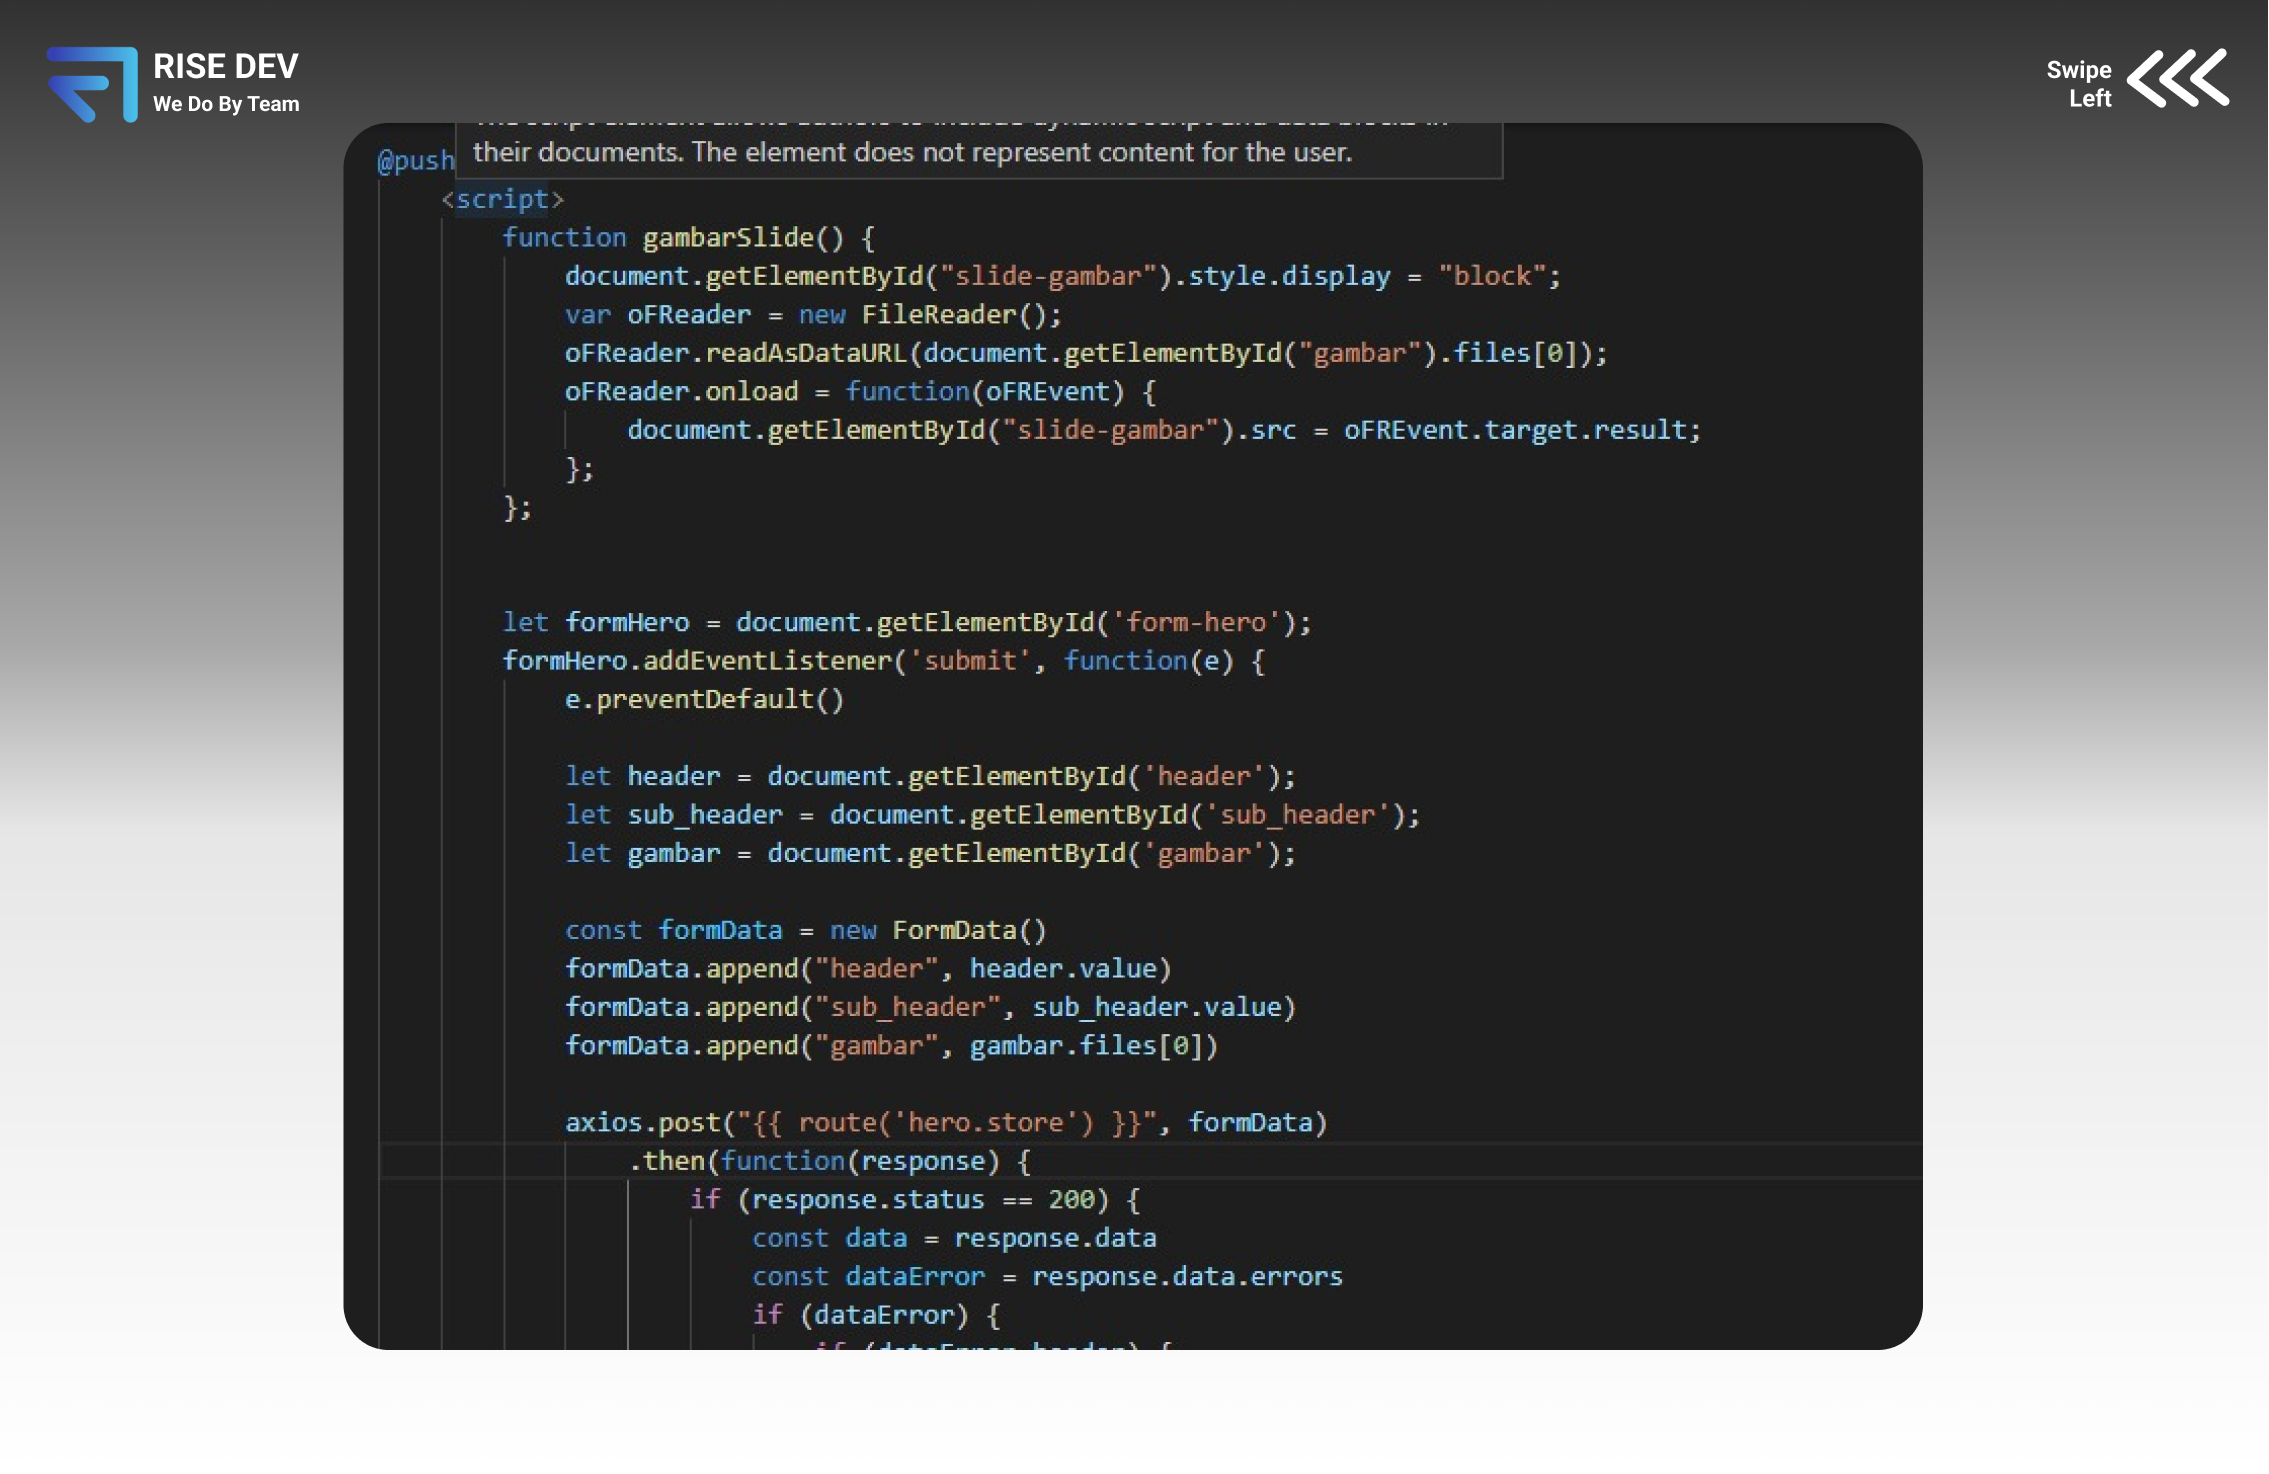 RISE DEV
We Do By Team
Swipe
Left
their documents. The element does not represent content for the user.
@push
<script>
function gambarSlide() {
document.getElementById("slide-gambar").style.display = "block";
var oFReader = new FileReader();
oFReader.readAsDataURL(document.getElementById("gambar").files[0]);
oFReader.onload = function(oFREvent) {
document.getElementById("slide-gambar").src = oFREvent.target.result;
};
};
let formHero = document.getElementById('form-hero');
formHero.addEventListener('submit', function(e) {
e.preventDefault()
let header = document.getElementById('header');
let sub_header = document.getElementById('sub_header');
let gambar = document.getElementById('gambar');
const formData = new FormData()
formData.append("header", header.value)
formData.append("sub_header", sub_header.value)
formData.append("gambar", gambar.files[0])
axios.post("{{ route('hero.store') }}", formData)
.then(function(response) {
if (response.status == 200) {
const data = response.data
const dataError = response.data.errors
if (dataError) {